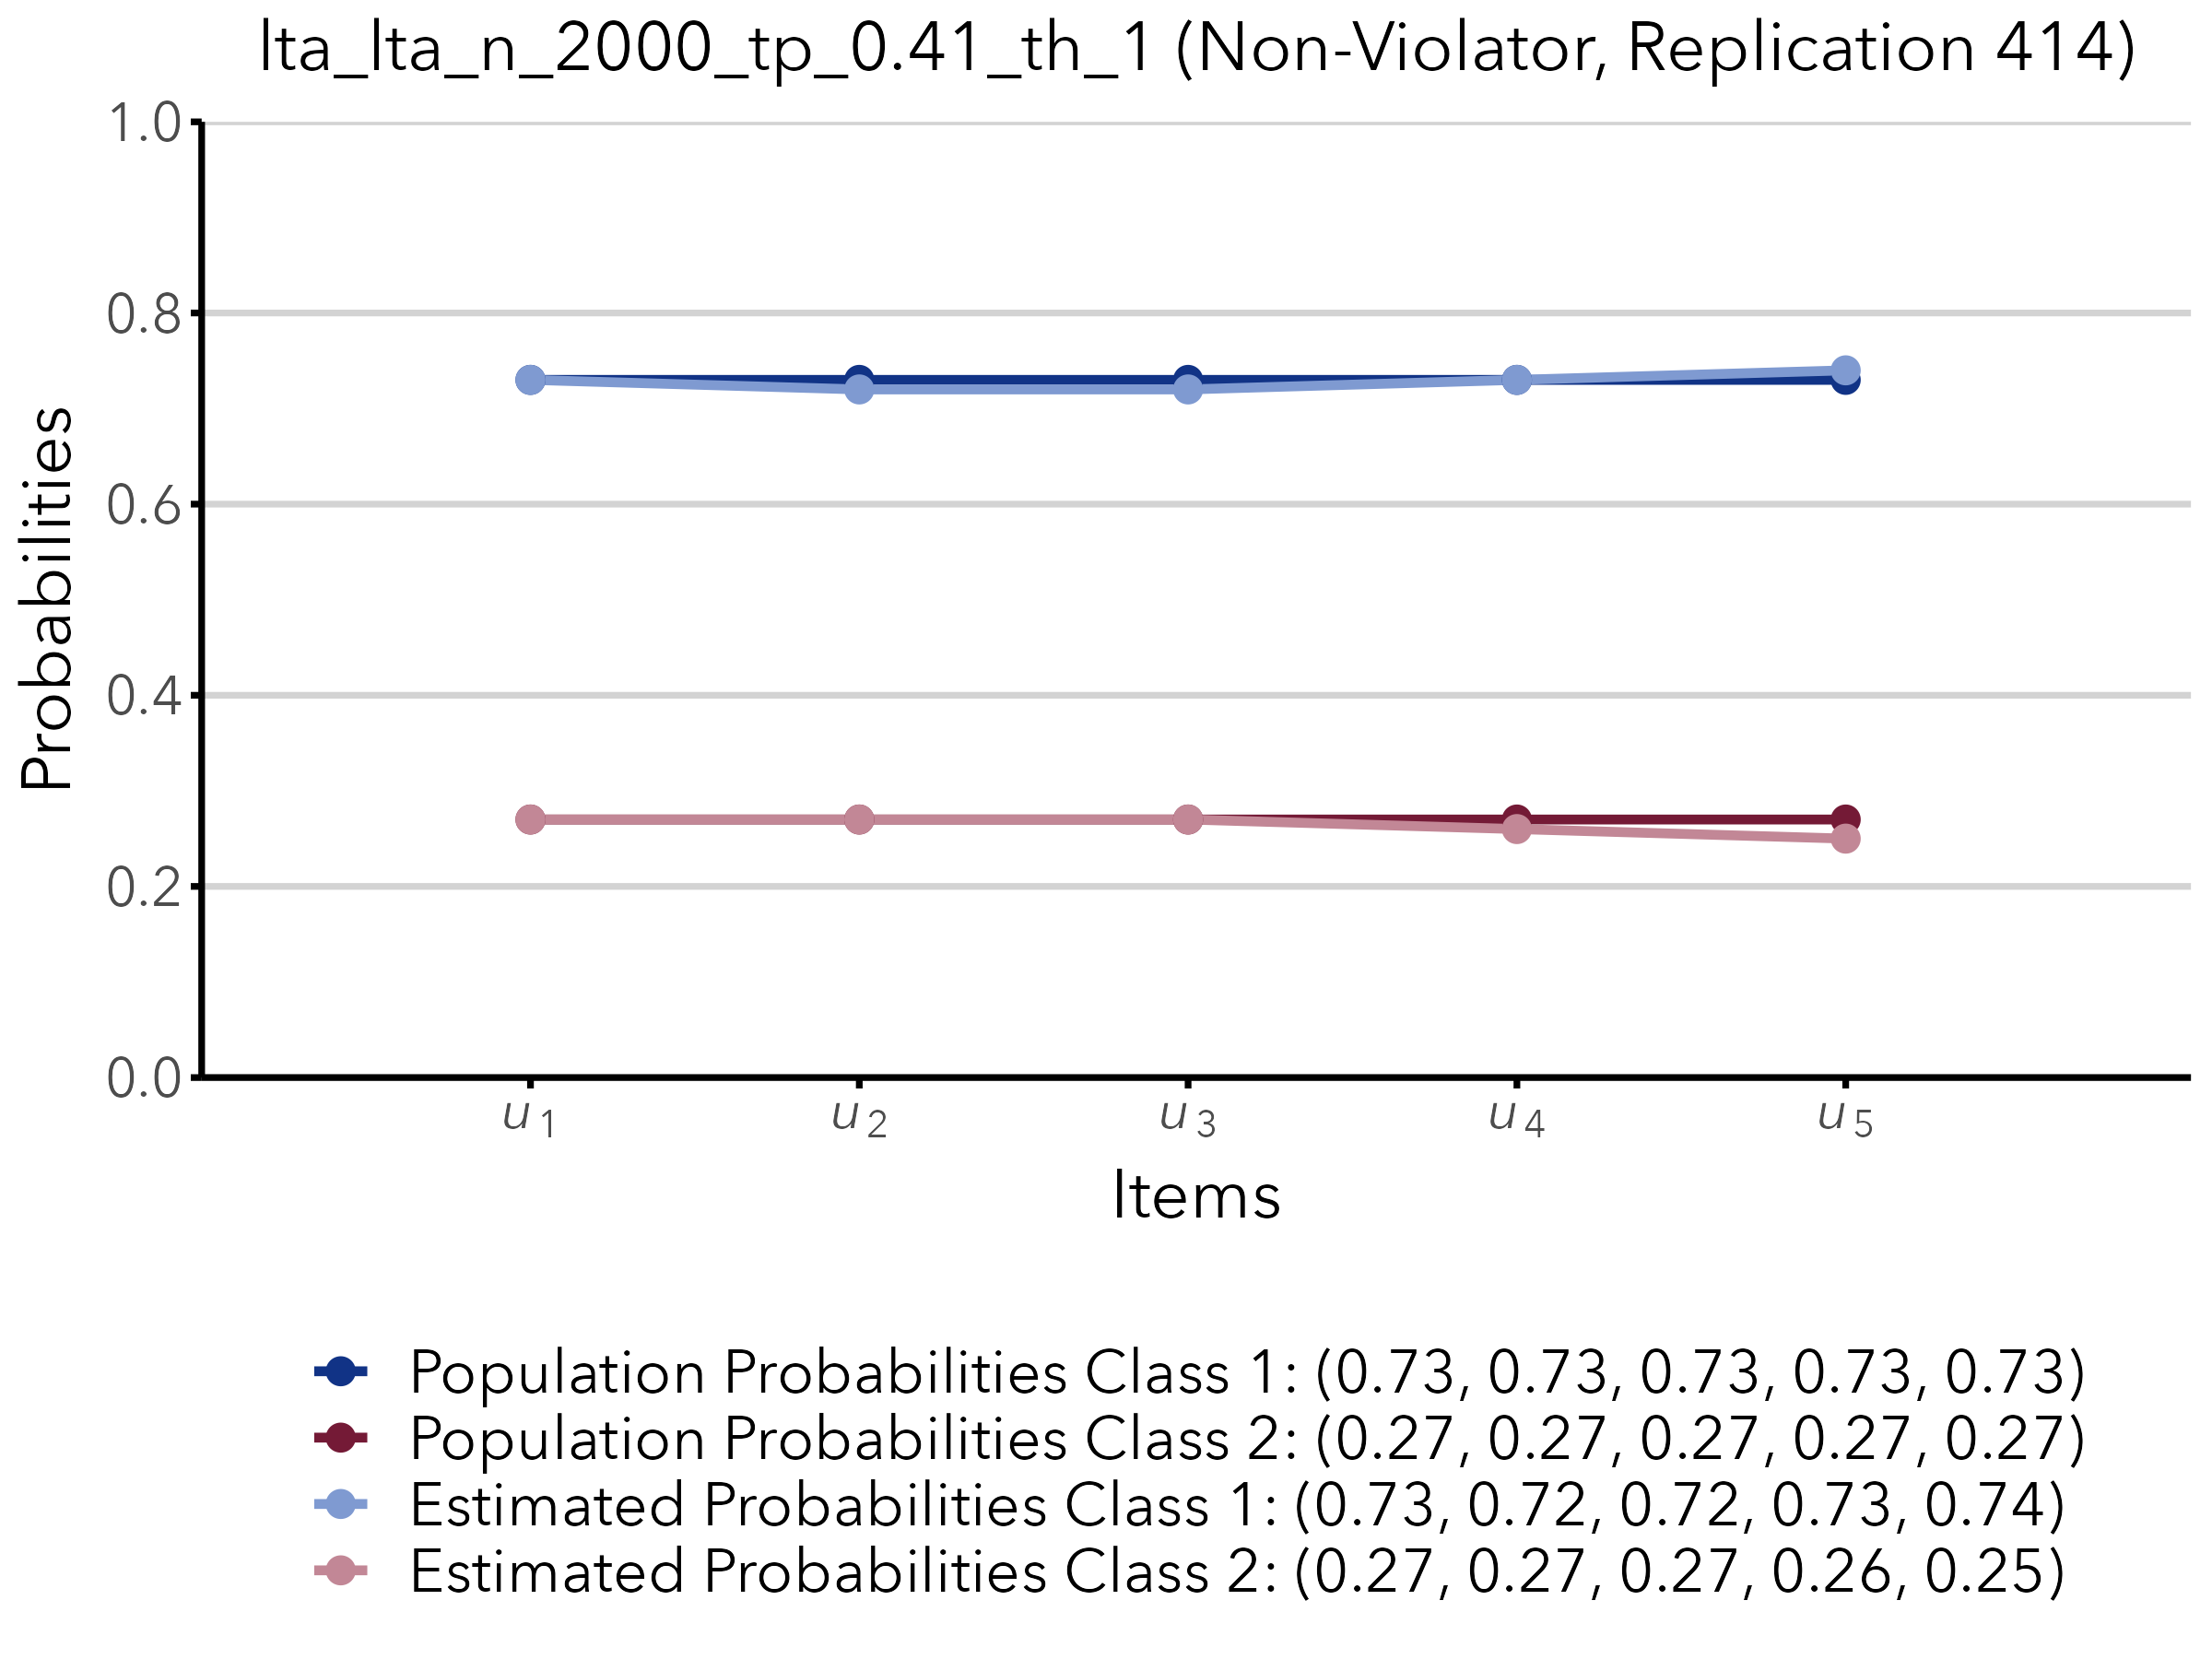 lta_lta_n_2000_tp_0.41_th_1 (Non-Violator, Replication 414)
1.0
0.8
0.6
0.4
0.2
0.0
Probabilities
u1
u2
u3
u4
u5
Items
Population Probabilities Class 1: (0.73, 0.73, 0.73, 0.73, 0.73)
Population Probabilities Class 2: (0.27, 0.27, 0.27, 0.27, 0.27)
Estimated Probabilities Class 1: (0.73, 0.72, 0.72, 0.73, 0.74)
Estimated Probabilities Class 2: (0.27, 0.27, 0.27, 0.26, 0.25)